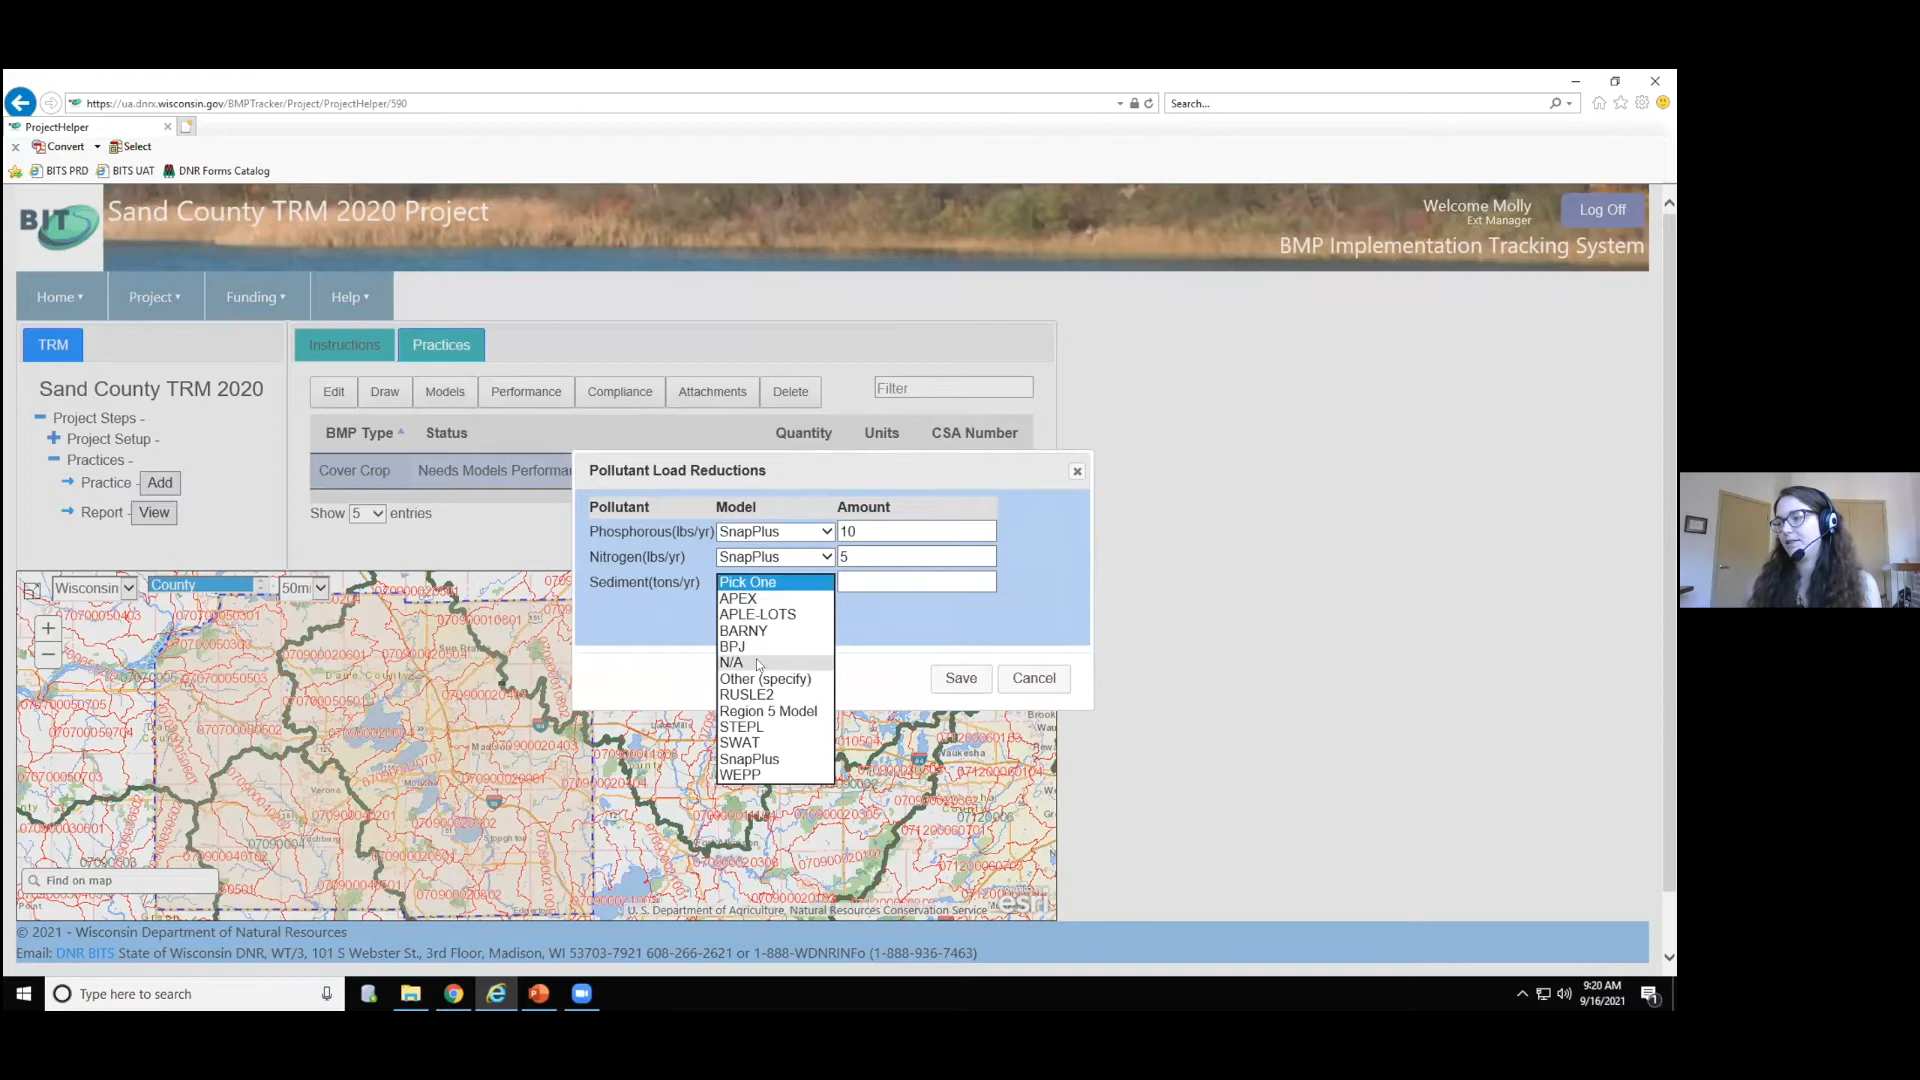 https://ua.dnrx.wisconsin.gov/BMPTracker/Project/ProjectHelper/590
Search...
ProjectHelper
Convert
Select
BITS PRD
BITS UAT
DNR Forms Catalog
BITS
Sand County TRM 2020 Project
Welcome Molly
Ext Manager
Log Off
BMP Implementation Tracking System
Home
Project
Funding
Help
TRM
Instructions
Practices
Sand County TRM 2020
Project Steps -
Project Setup -
Practices -
Practice - Add
Report - View
Edit
Draw
Models
Performance
Compliance
Attachments
Delete
Filter
BMP Type
Status
Quantity
Units
CSA Number
Cover Crop
Needs Models Performa
Show 5 entries
Pollutant Load Reductions
Pollutant Model Amount
Phosphorous(lbs/yr) SnapPlus 10
Nitrogen(lbs/yr) SnapPlus 5
Sediment(tons/yr)
Pick One
APEX
APLE-LOTS
BARNY
BPJ
N/A
Other (specify)
RUSLE2
Region 5 Model
STEPL
SWAT
SnapPlus
WEPP
Save
Cancel
Wisconsin
County
50mi
Find on map
U. S. Department of Agriculture, Natural Resources Conservation Service
esri
© 2021 - Wisconsin Department of Natural Resources
Email: DNR BITS State of Wisconsin DNR, WT/3, 101 S Webster St., 3rd Floor, Madison, WI 53703-7921 608-266-2621 or 1-888-WDNRINFo (1-888-936-7463)
Type here to search
9:20 AM
9/16/2021
1